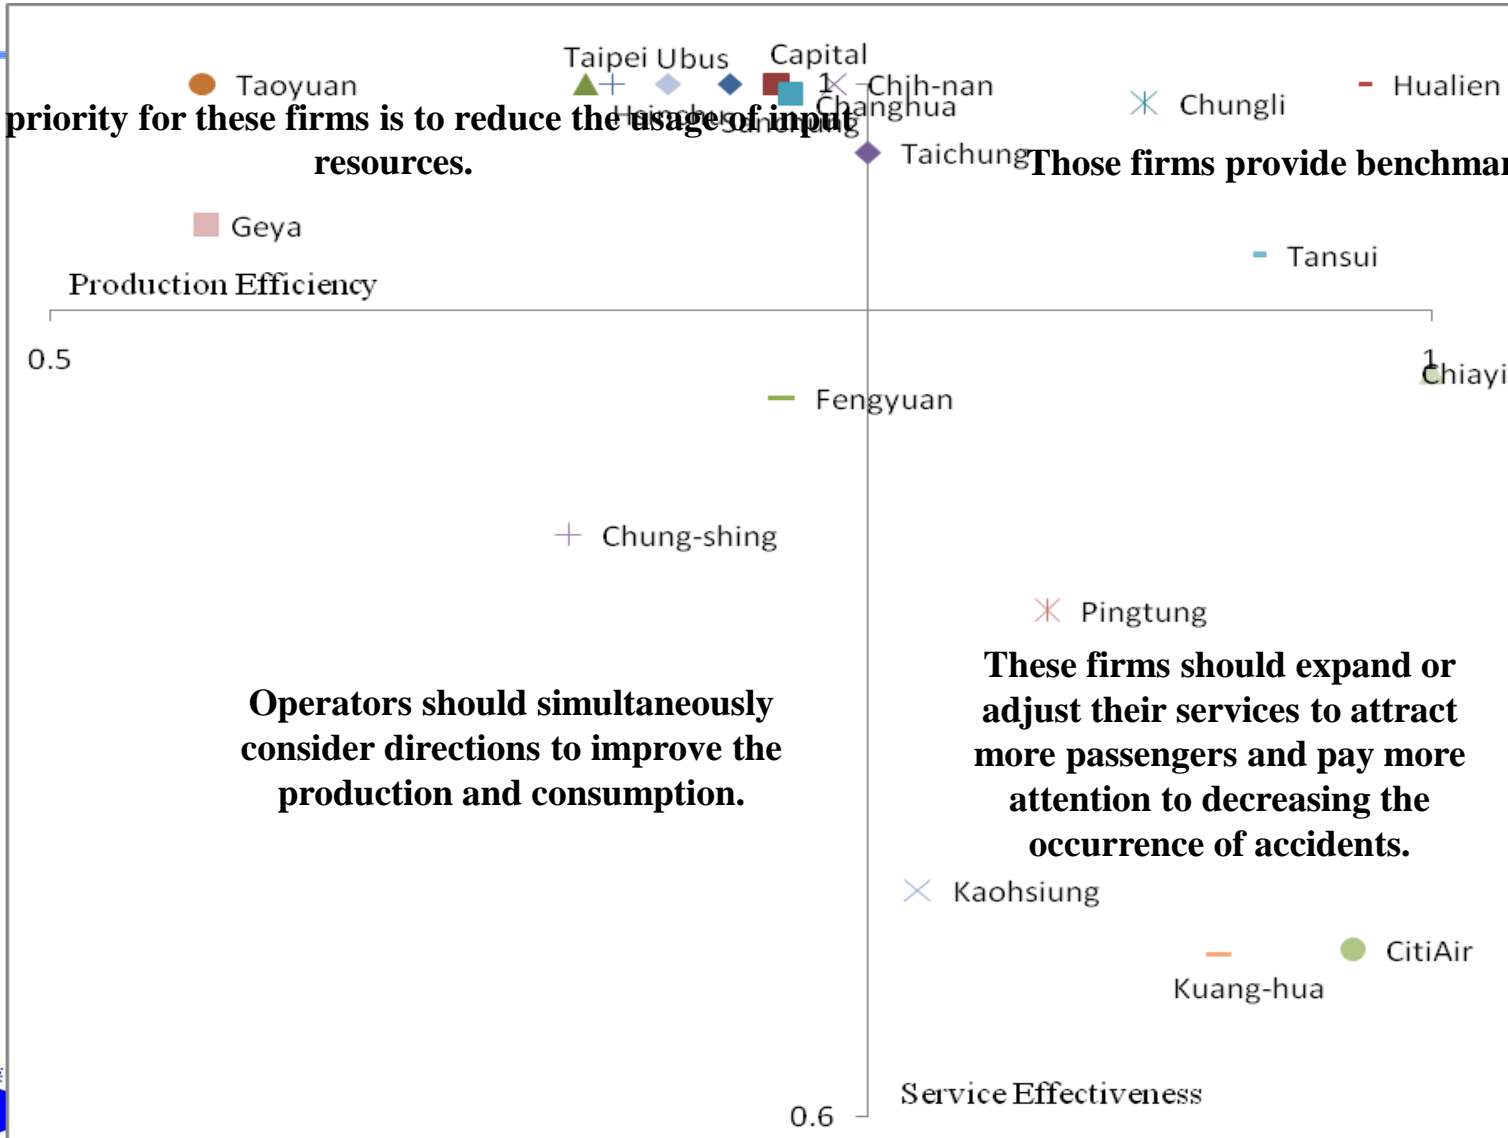 Taipei Ubus Capital
Taoyuan
1 Chih-nan
Hualien
Changhua
Chungli
Hsinchu
Sanchung
priority for these firms is to reduce the usage of input
resources.
Taichung
Those firms provide
Geya
Tansui
Production Efficiency
0.5
1
Chiayi
Fengyuan
Chung-shing
Pingtung
Operators should simultaneously
consider directions to improve the
production and consumption.
These firms should expand or
adjust their services to attract
more passengers and pay more
attention to decreasing the
occurrence of accidents.
Kaohsiung
CitiAir
Kuang-hua
Service Effectiveness
0.6